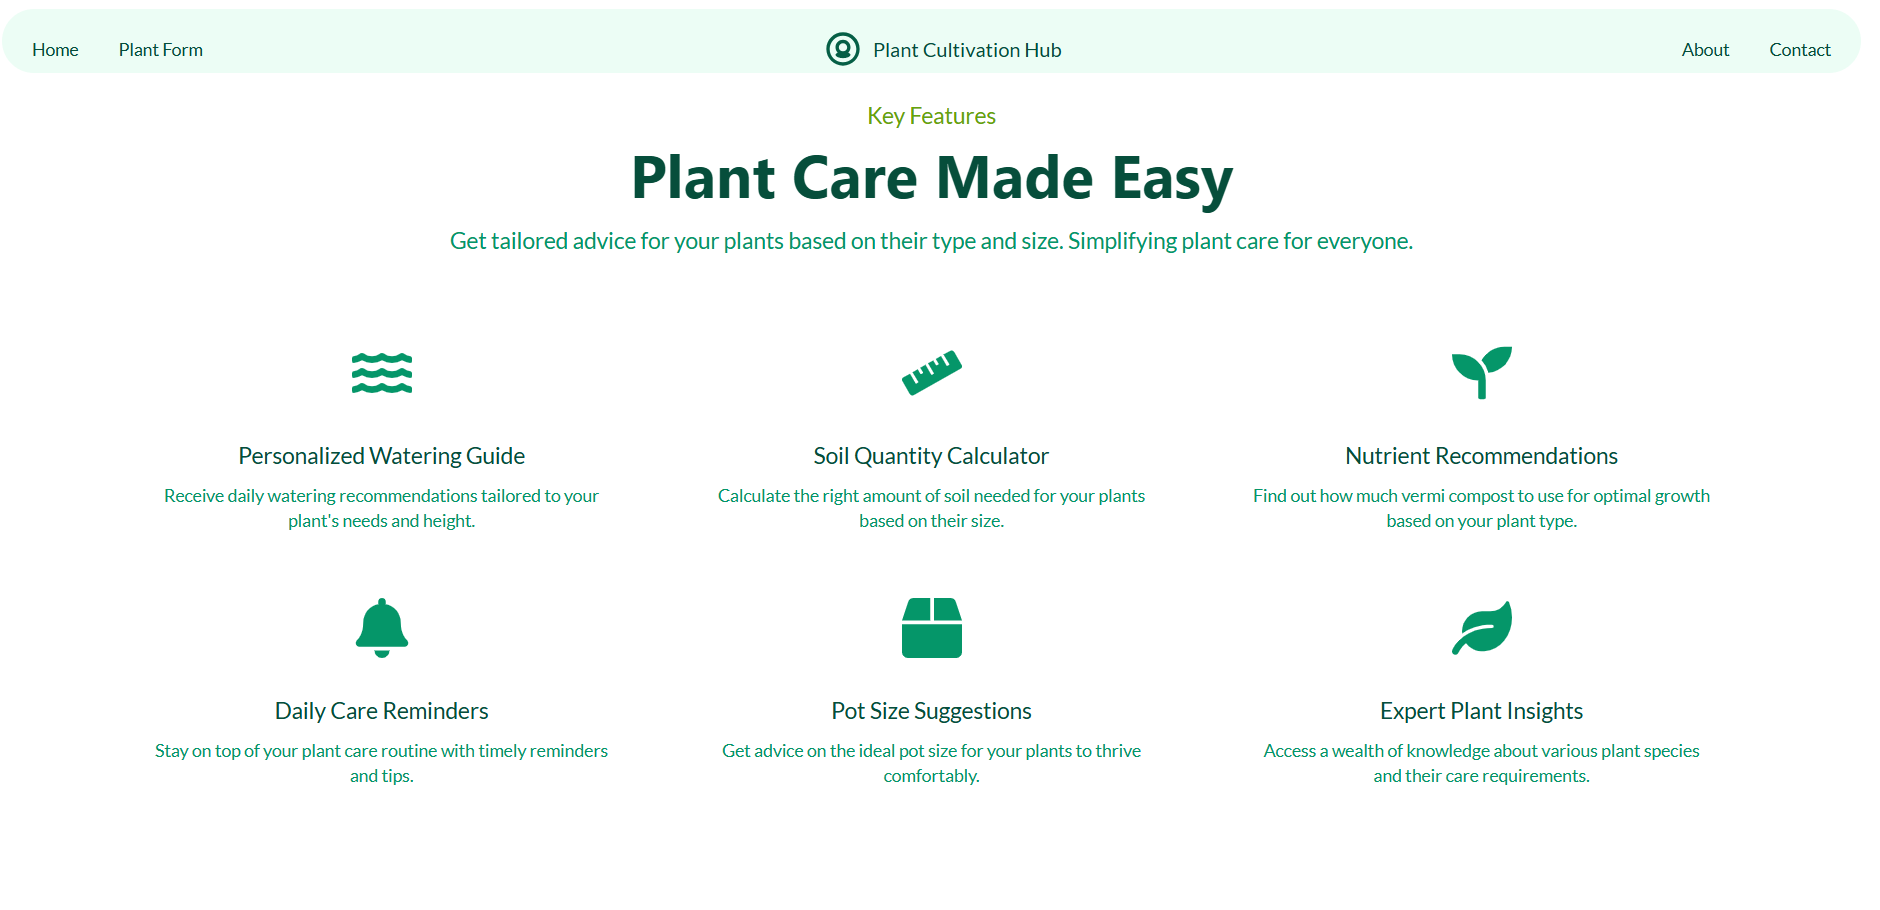 Home
Plant Form
Plant Cultivation Hub
About
Contact
Key Features
Plant Care Made Easy
Get tailored advice for your plants based on their type and size. Simplifying plant care for everyone.
Personalized Watering Guide
Receive daily watering recommendations tailored to your
plant's needs and height.
Soil Quantity Calculator
Calculate the right amount of soil needed for your plants
based on their size.
Nutrient Recommendations
Find out how much vermi compost to use for optimal growth
based on your plant type.
Daily Care Reminders
Stay on top of your plant care routine with timely reminders
and tips.
Pot Size Suggestions
Get advice on the ideal pot size for your plants to thrive
comfortably.
Expert Plant Insights
Access a wealth of knowledge about various plant species
and their care requirements.